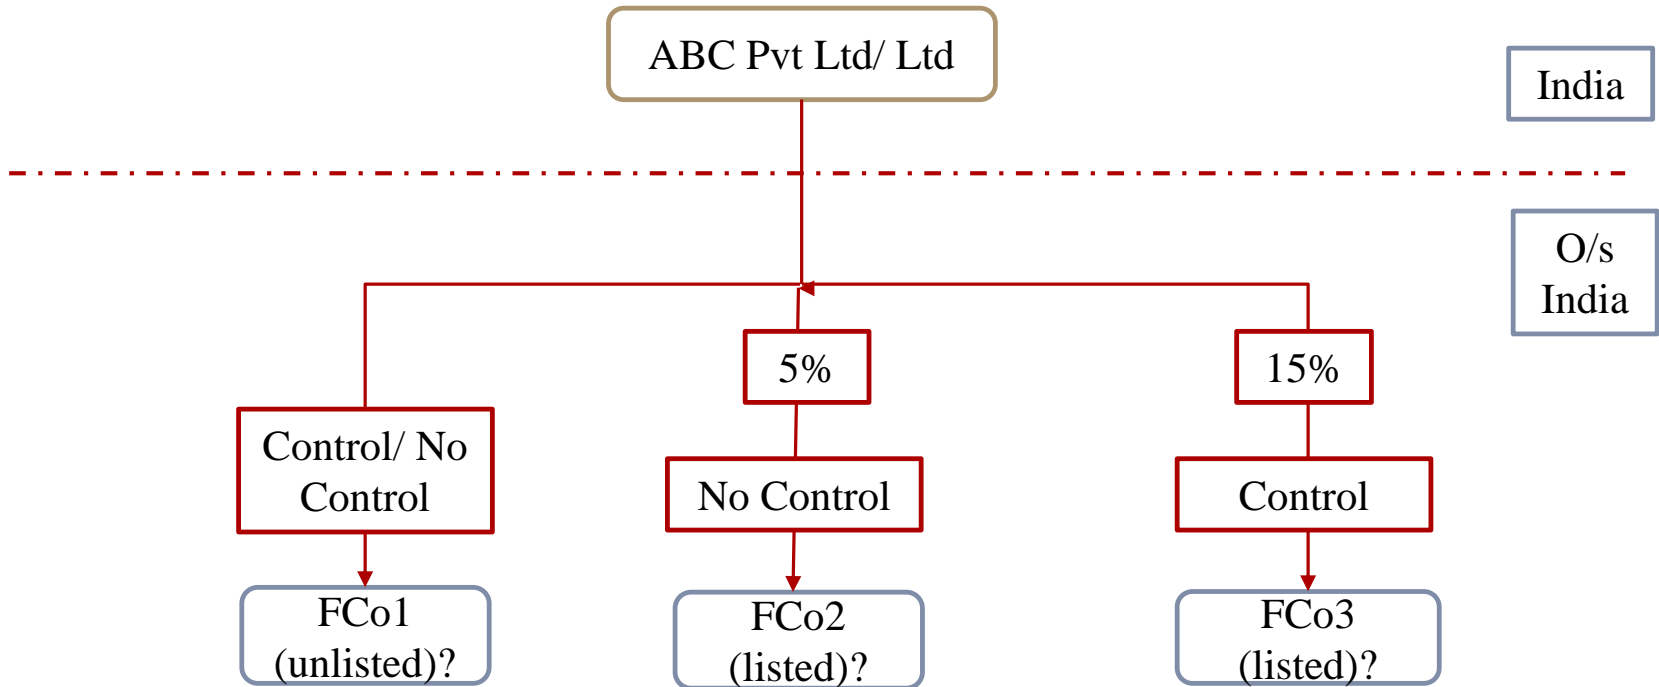 ABC Pvt Ltd/ Ltd
India
O/s
India
5%
15%
Control/ No
Control
No Control
Control
FCo1
(unlisted)?
FCo2
(listed)?
FCo3
(listed)?